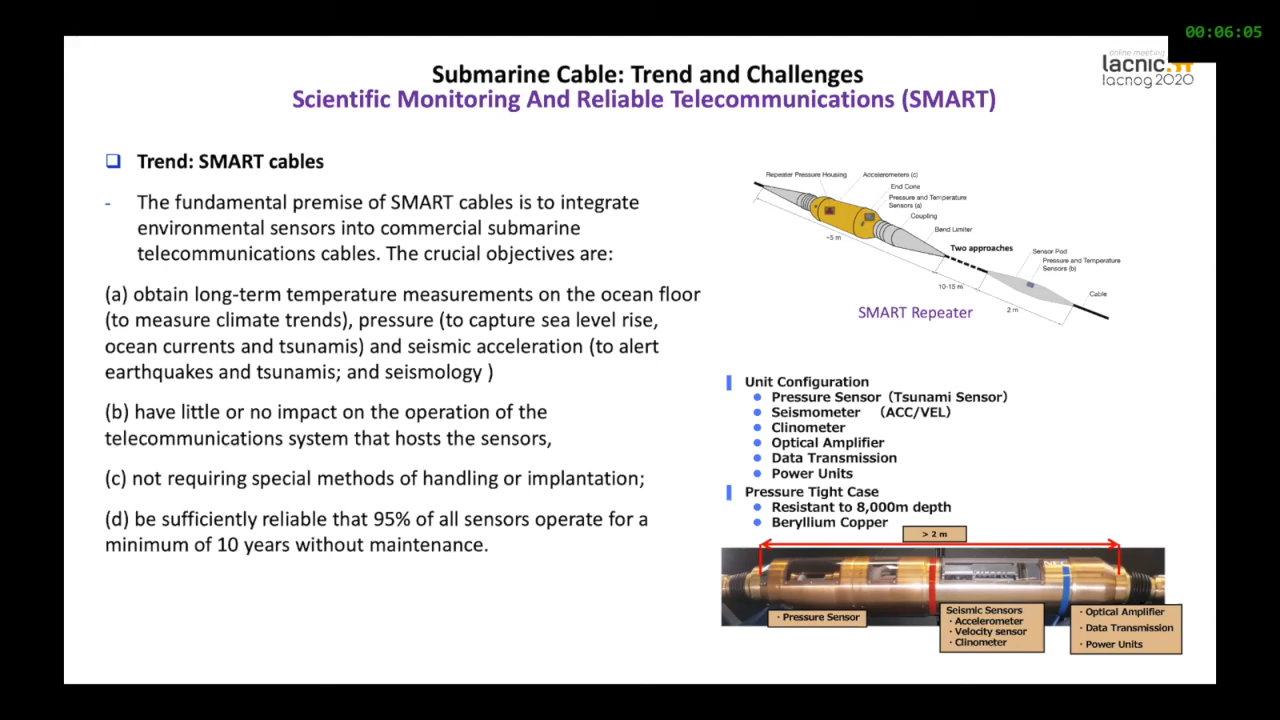 00:06:05
online meeting
lacnic
lacnog 2020
Submarine Cable: Trend and Challenges
Scientific Monitoring And Reliable Telecommunications (SMART)
Trend: SMART cables
- The fundamental premise of SMART cables is to integrate
environmental sensors into commercial submarine
telecommunications cables. The crucial objectives are:
(a) obtain long-term temperature measurements on the ocean floor
(to measure climate trends), pressure (to capture sea level rise,
ocean currents and tsunamis) and seismic acceleration (to alert
earthquakes and tsunamis; and seismology )
(b) have little or no impact on the operation of the
telecommunications system that hosts the sensors,
(c) not requiring special methods of handling or implantation;
(d) be sufficiently reliable that 95% of all sensors operate for a
minimum of 10 years without maintenance.
Repeater Pressure Housing
Accelerometers (c)
End Cone
Pressure and Temperature
Sensors (a)
Coupling
Bend Limiter
~5 m
Two approaches
Sensor Pod
Pressure and Temperature
Sensors (b)
10-15 m
Cable
2 m
SMART Repeater
Unit Configuration
● Pressure Sensor（Tsunami Sensor）
● Seismometer （ACC/VEL）
● Clinometer
● Optical Amplifier
● Data Transmission
● Power Units
Pressure Tight Case
● Resistant to 8,000m depth
● Beryllium Copper
> 2 m
NEC
・Pressure Sensor
Seismic Sensors
・Accelerometer
・Velocity sensor
・Clinometer
・Optical Amplifier
・Data Transmission
・Power Units